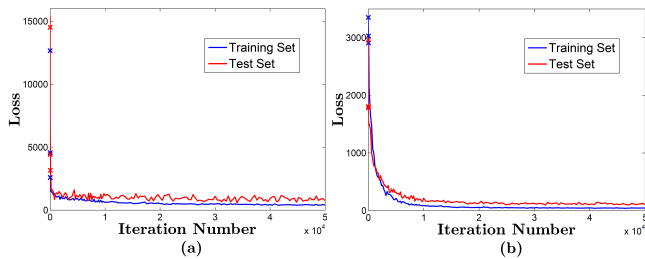 15000
10000
5000
0
Loss
Training Set
Test Set
0 1 2 3 4 5
x 10^4
Iteration Number
(a)
3000
2000
1000
0
Loss
Training Set
Test Set
0 1 2 3 4 5
x 10^4
Iteration Number
(b)